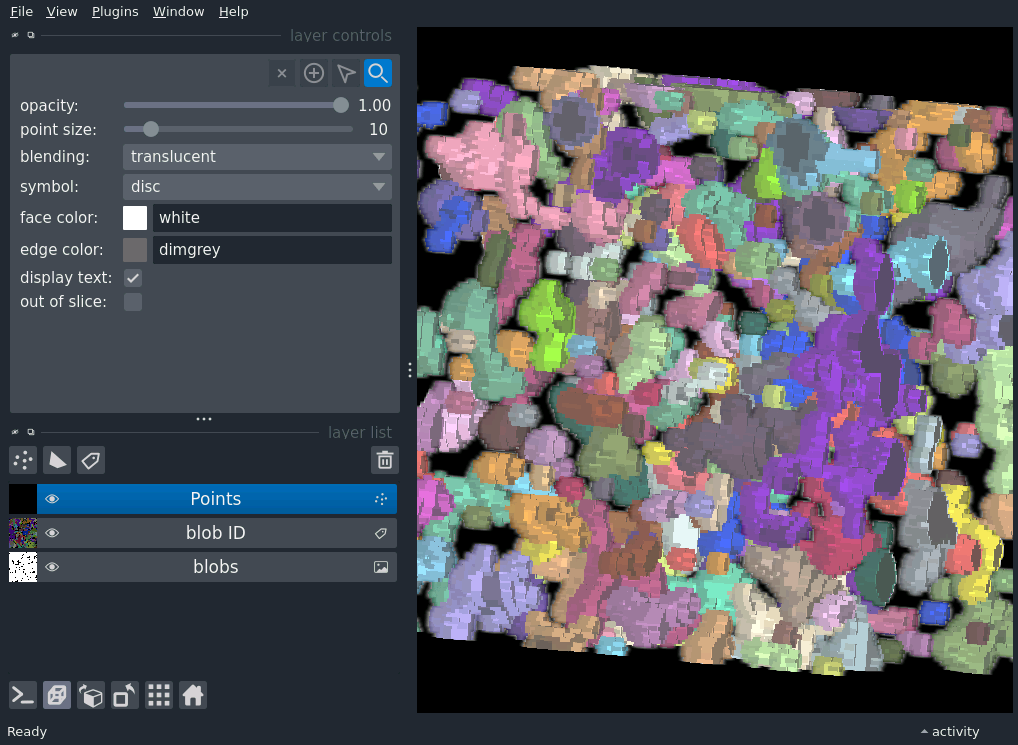 File View Plugins Window Help
layer controls
opacity: 1.00
point size: 10
blending: translucent
symbol: disc
face color: white
edge color: dimgrey
display text:
out of slice:
layer list
Points
blob ID
blobs
Ready activity